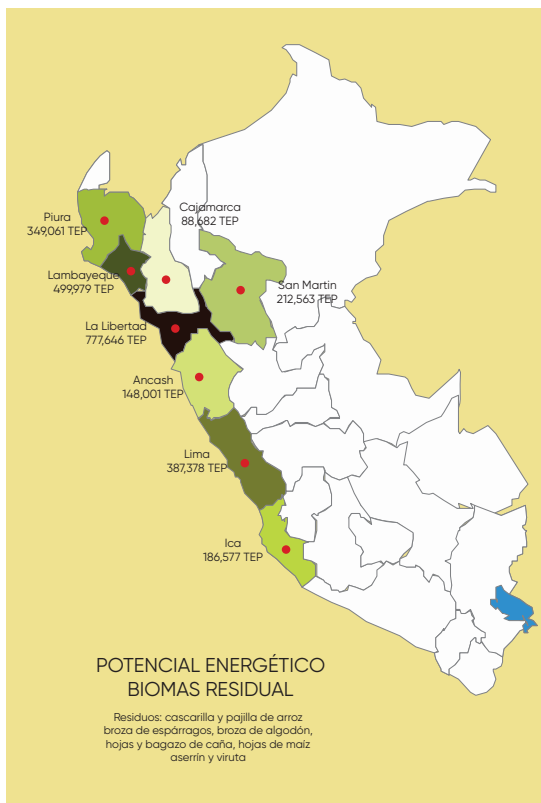 Cajamarca
88,682 TEP
Piura
349,061 TEP
Lambayeque
499,979 TEP
San Martin
212,563 TEP
La Libertad
777,646 TEP
Ancash
148,001 TEP
Lima
387,378 TEP
Ica
186,577 TEP
POTENCIAL ENERGÉTICO
BIOMAS RESIDUAL
Residuos: cascarilla y pajilla de arroz
broza de espárragos, broza de algodón,
hojas y bagazo de caña, hojas de maíz
aserrín y viruta